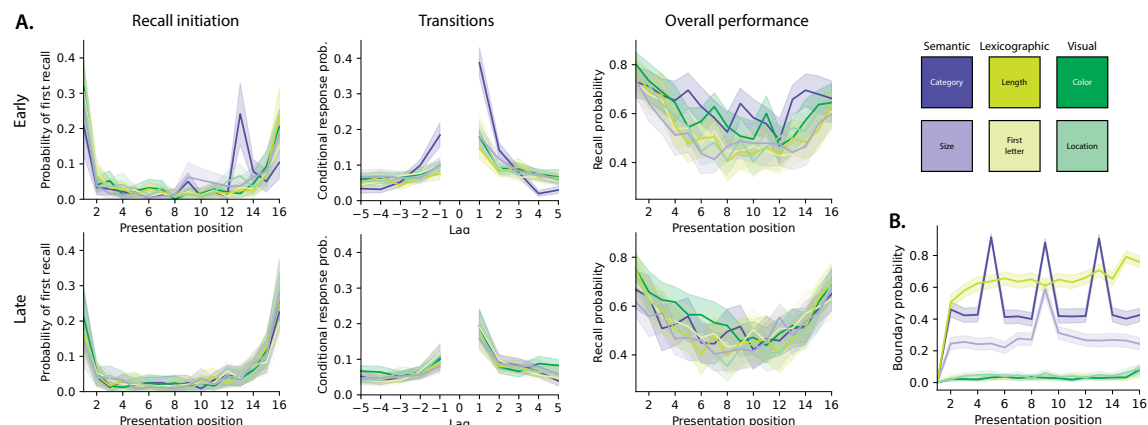 A.
Recall initiation
Transitions
Overall performance
Early
Probability of first recall
0.4
0.3
0.2
0.1
0.0
2 4 6 8 10 12 14 16
Presentation position
Conditional response prob.
0.4
0.3
0.2
0.1
0.0
−5 −4 −3 −2 −1 0 1 2 3 4 5
Lag
Recall probability
0.8
0.6
0.4
2 4 6 8 10 12 14 16
Presentation position
Late
Probability of first recall
0.4
0.3
0.2
0.1
0.0
2 4 6 8 10 12 14 16
Presentation position
Conditional response prob.
0.4
0.3
0.2
0.1
0.0
−5 −4 −3 −2 −1 0 1 2 3 4 5
Lag
Recall probability
0.8
0.6
0.4
2 4 6 8 10 12 14 16
Presentation position
Semantic Lexicographic Visual
Category Length Color
Size First letter Location
B.
Boundary probability
0.8
0.6
0.4
0.2
0.0
2 4 6 8 10 12 14 16
Presentation position